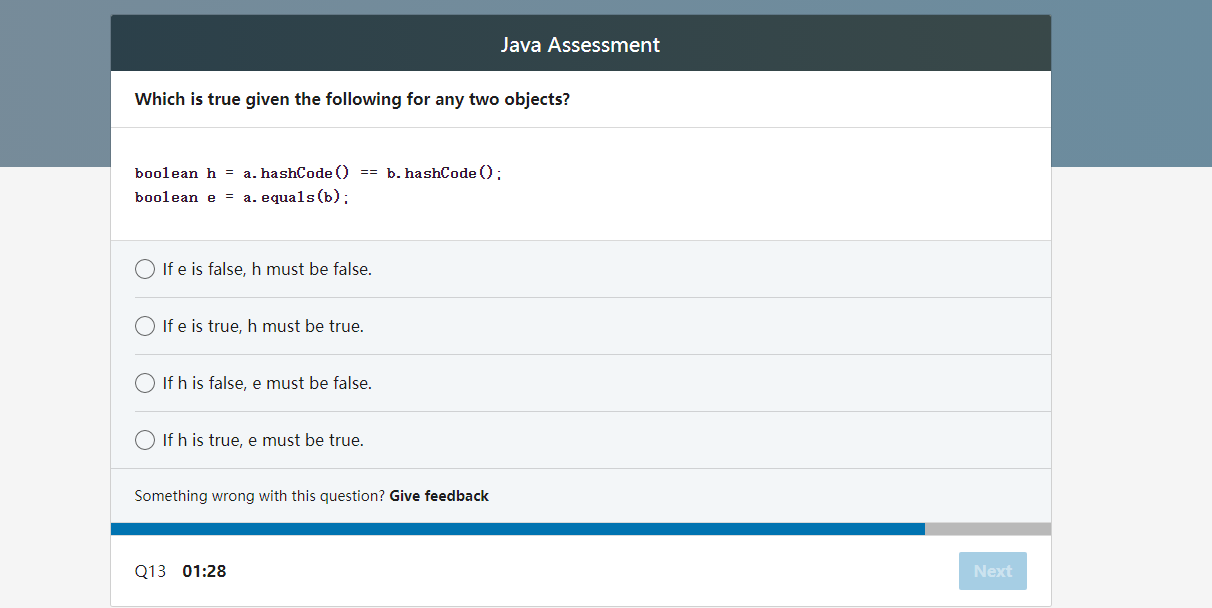 Java Assessment
Which is true given the following for any two objects?
boolean h = a.hashCode() == b.hashCode();
boolean e = a.equals(b);
If e is false, h must be false.
If e is true, h must be true.
If h is false, e must be false.
If h is true, e must be true.
Something wrong with this question? Give feedback
Q13 01:28 Next